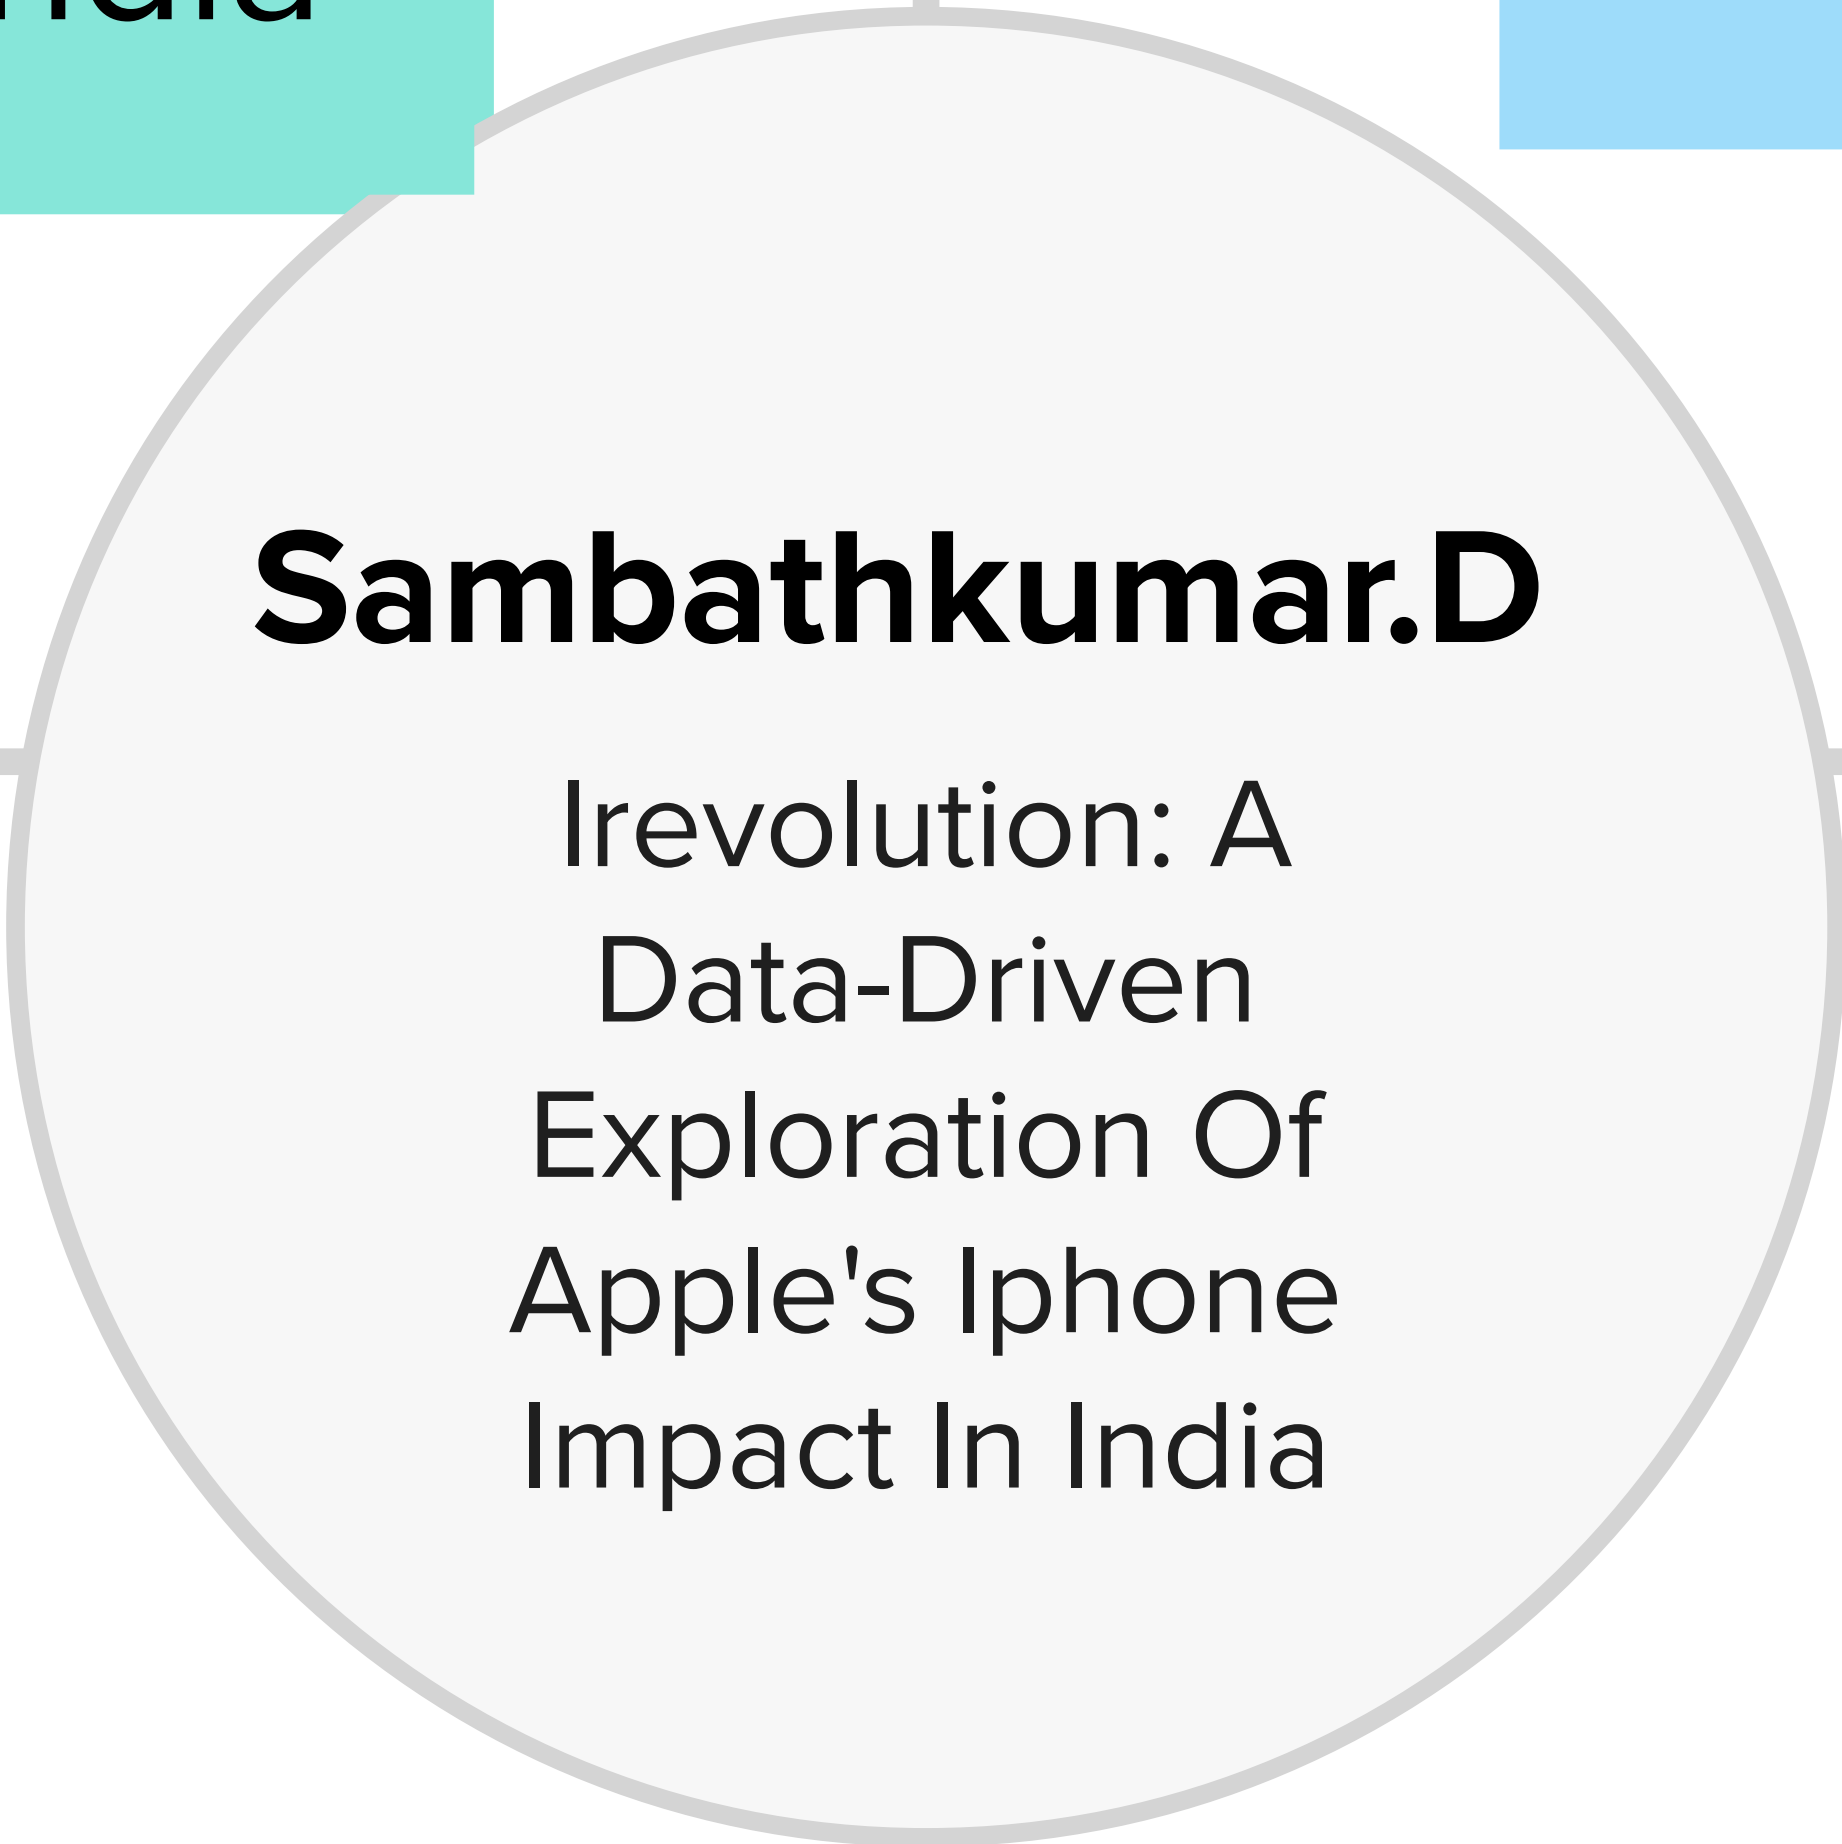 Sambathkumar.D
Irevolution: A
Data-Driven
Exploration Of
Apple's Iphone
Impact In India